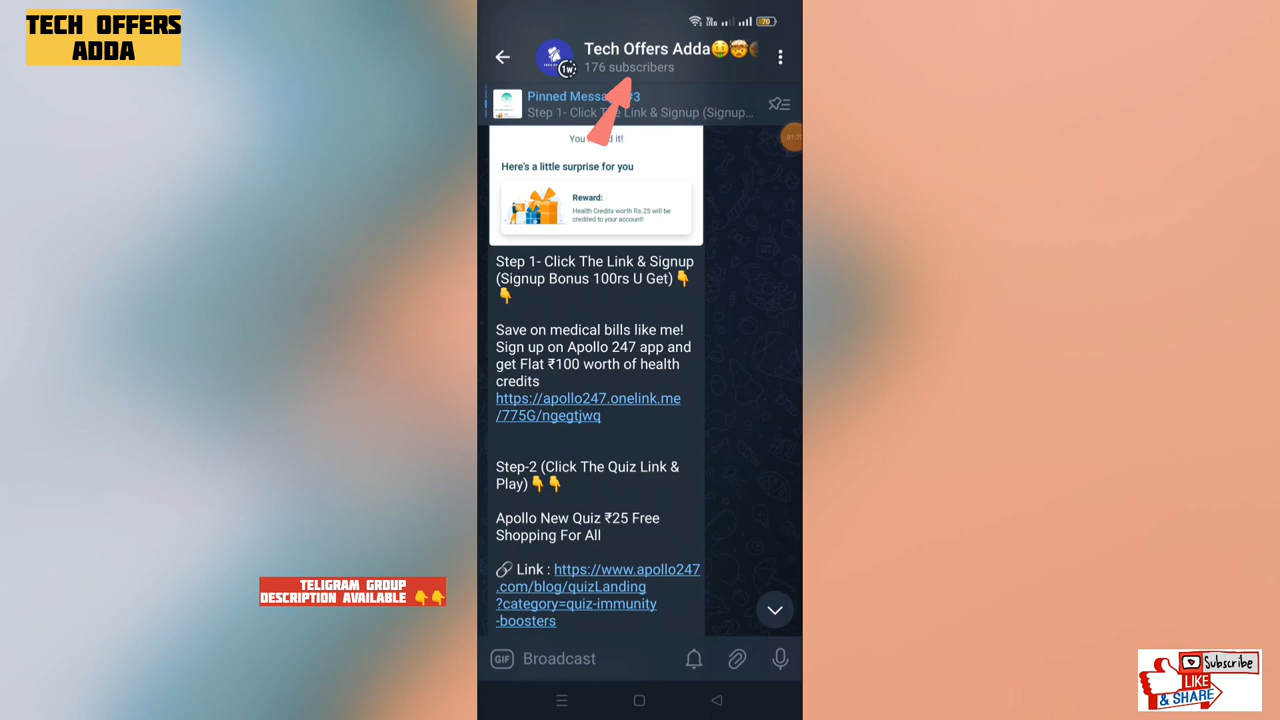 TECH OFFERS
ADDA
70
Tech Offers Adda🤑🤯
1w
176 subscribers
Pinned Messa #3
Step 1- Click The Link & Signup (Signup...
You it!
Here's a little surprise for you
Reward:
Health Credits worth Rs.25 will be
credited to your account!
Step 1- Click The Link & Signup
(Signup Bonus 100rs U Get)👇
👇
Save on medical bills like me!
Sign up on Apollo 247 app and
get Flat ₹100 worth of health
credits
https://apollo247.onelink.me
/775G/ngegtjwq
Step-2 (Click The Quiz Link &
Play)👇👇
Apollo New Quiz ₹25 Free
Shopping For All
🔗 Link : https://www.apollo247
.com/blog/quizLanding
?category=quiz-immunity
-boosters
GIF Broadcast
TELIGRAM GROUP
DESCRIPTION AVAILABLE 👇👇
Subscribe
LIKE
& SHARE